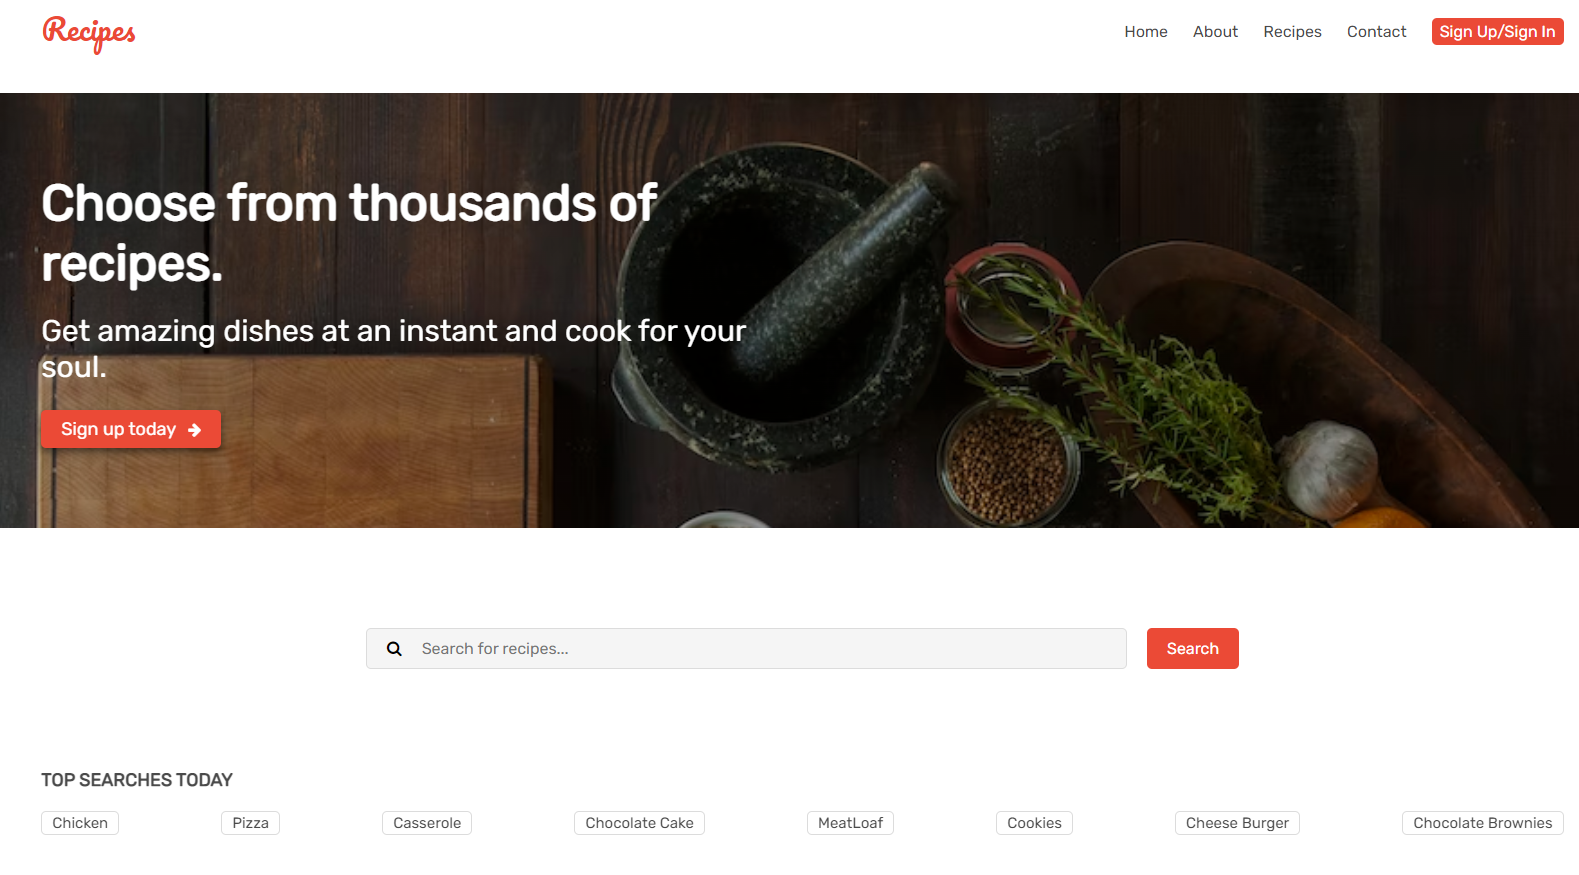 Recipes
Home About Recipes Contact Sign Up/Sign In
Choose from thousands of
recipes.
Get amazing dishes at an instant and cook for your
soul.
Sign up today
Search for recipes... Search
TOP SEARCHES TODAY
Chicken Pizza Casserole Chocolate Cake MeatLoaf Cookies Cheese Burger Chocolate Brownies